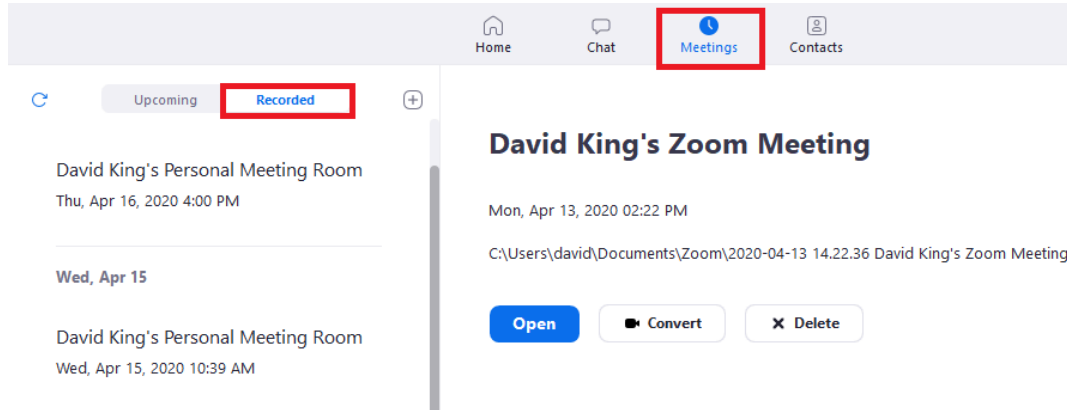 Home
Chat
Meetings
Contacts
Upcoming
Recorded
David King's Personal Meeting Room
Thu, Apr 16, 2020 4:00 PM
Wed, Apr 15
David King's Personal Meeting Room
Wed, Apr 15, 2020 10:39 AM
David King's Zoom Meeting
Mon, Apr 13, 2020 02:22 PM
C:\Users\david\Documents\Zoom\2020-04-13 14.22.36 David King's Zoom Meeting
Open
Convert
Delete